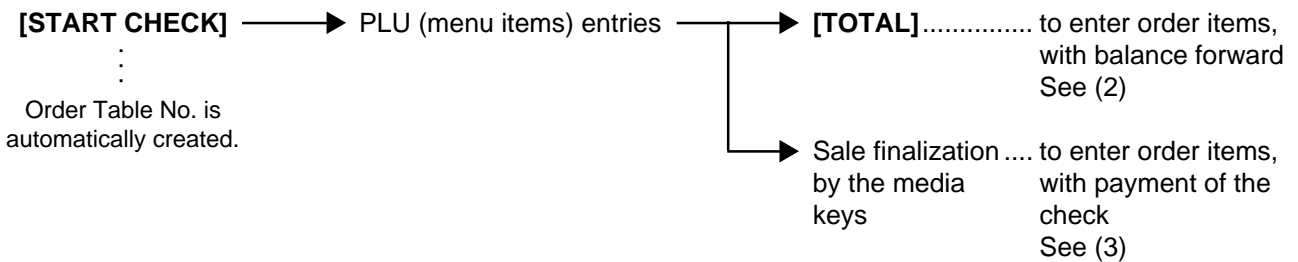 [START CHECK] PLU (menu items) entries [TOTAL] ............... to enter order items,
with balance forward
See (2)
Order Table No. is
automatically created.
Sale finalization .... to enter order items,
by the media with payment of the
keys check
See (3)